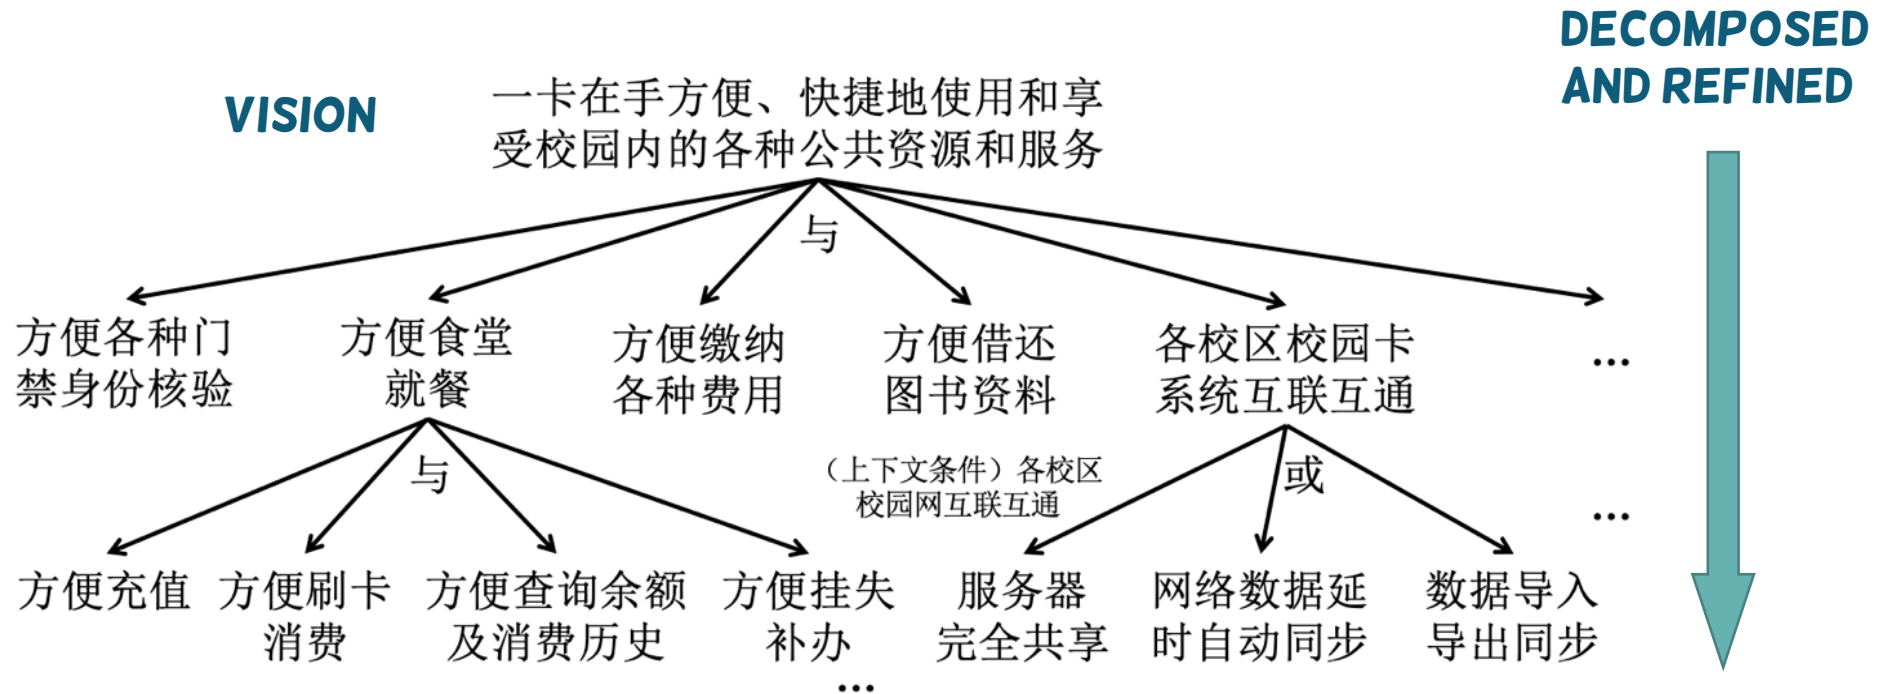 DECOMPOSED
AND REFINED
VISION
一卡在手方便、快捷地使用和享
受校园内的各种公共资源和服务
与
方便各种门
禁身份核验
方便食堂
就餐
方便缴纳
各种费用
方便借还
图书资料
各校区校园卡
系统互联互通
...
与
（上下文条件）各校区
校园网互联互通
或
...
方便充值
方便刷卡
消费
方便查询余额
及消费历史
方便挂失
补办
服务器
完全共享
网络数据延
时自动同步
数据导入
导出同步
...